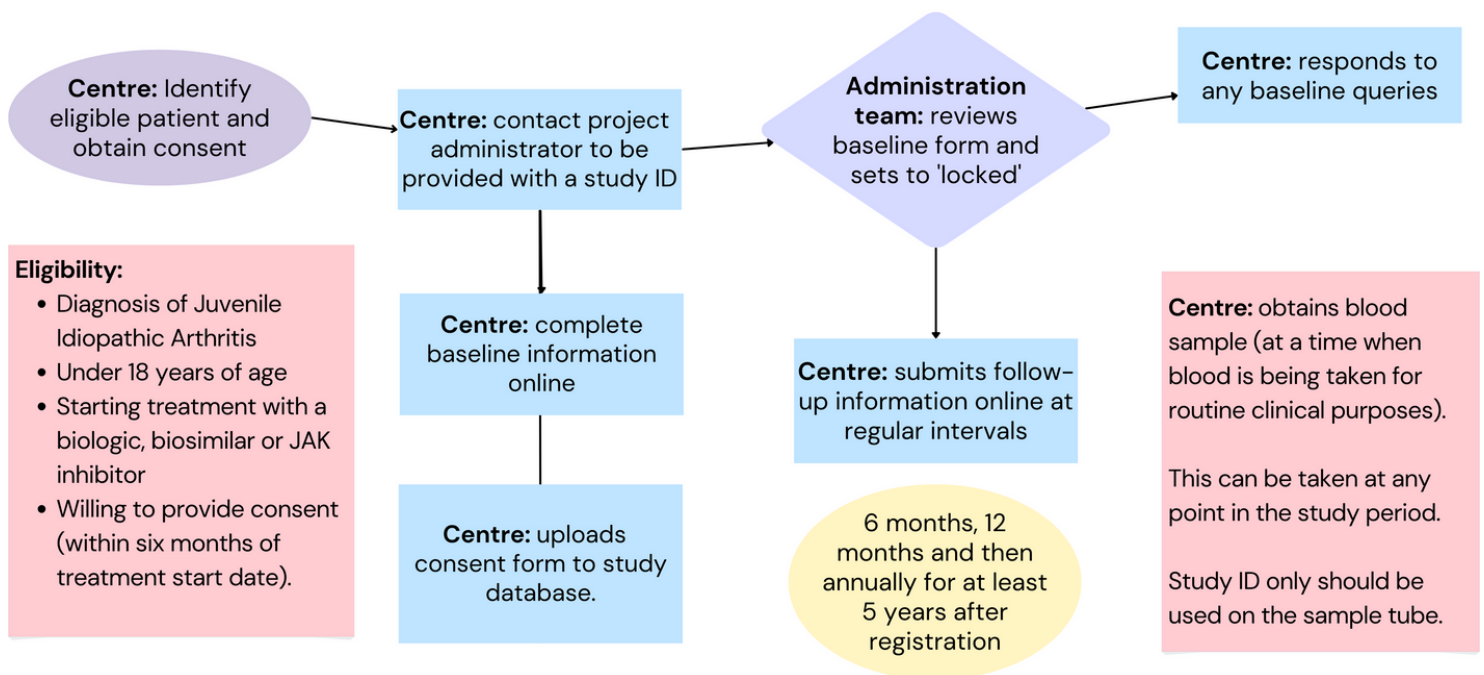 Centre: Identify
eligible patient and
obtain consent
Centre: contact project
administrator to be
provided with a study ID
Administration
team: reviews
baseline form and
sets to 'locked'
Centre: responds to
any baseline queries
Eligibility:
• Diagnosis of Juvenile
Idiopathic Arthritis
• Under 18 years of age
• Starting treatment with a
biologic, biosimilar or JAK
inhibitor
• Willing to provide consent
(within six months of
treatment start date).
Centre: complete
baseline information
online
Centre: uploads
consent form to study
database.
Centre: submits follow-
up information online at
regular intervals
6 months, 12
months and then
annually for at least
5 years after
registration
Centre: obtains blood
sample (at a time when
blood is being taken for
routine clinical purposes).
This can be taken at any
point in the study period.
Study ID only should be
used on the sample tube.